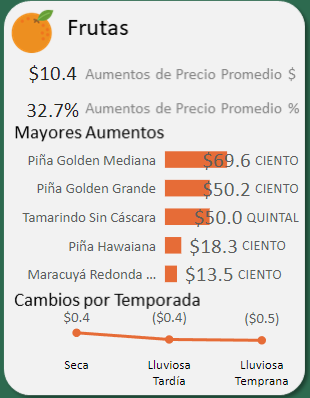 Frutas
$10.4 Aumentos de Precio Promedio $
32.7% Aumentos de Precio Promedio %
Mayores Aumentos
Piña Golden Mediana $69.6 CIENTO
Piña Golden Grande $50.2 CIENTO
Tamarindo Sin Cáscara $50.0 QUINTAL
Piña Hawaiana $18.3 CIENTO
Maracuyá Redonda ... $13.5 CIENTO
Cambios por Temporada
$0.4 ($0.4) ($0.5)
Seca Lluviosa Lluviosa
Tardía Temprana